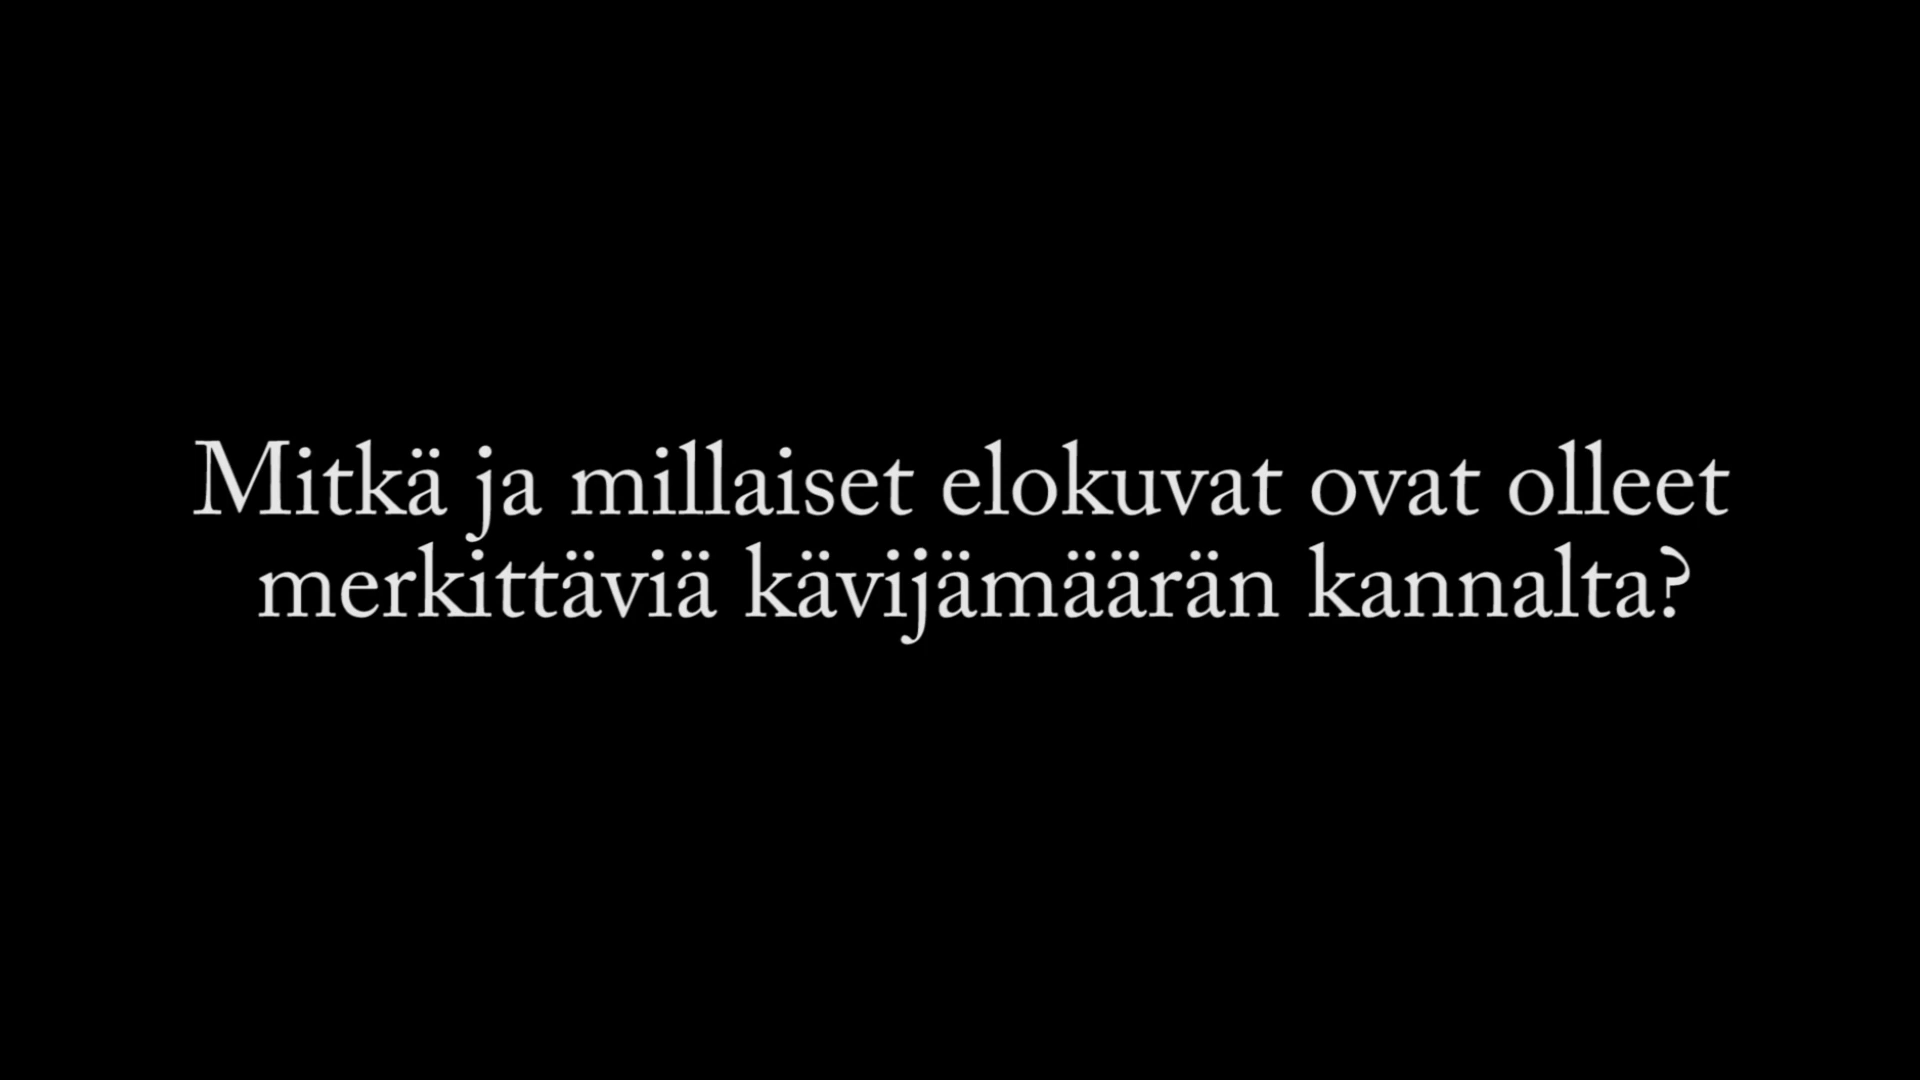 Mitkä ja millaiset elokuvat ovat olleet
merkittäviä kävijämäärän kannalta?